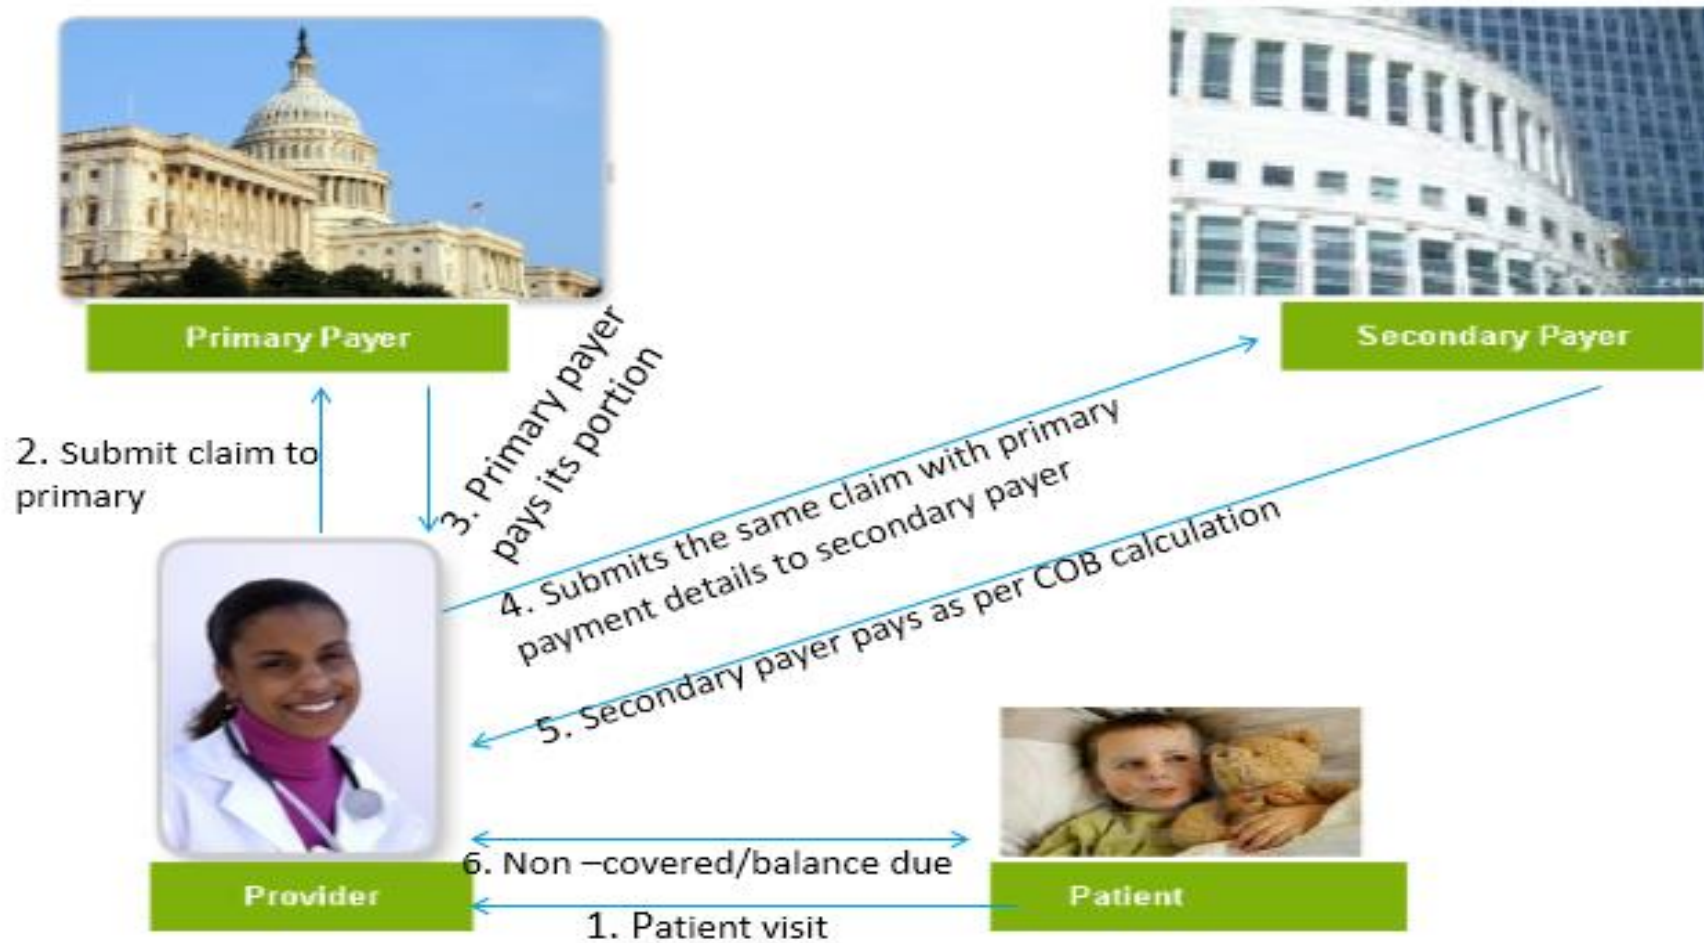 Primary Payer
Secondary Payer
2. Submit claim to
primary
3. Primary payer
pays its portion
4. Submits the same claim with primary
payment details to secondary payer
5. Secondary payer pays as per COB calculation
6. Non –covered/balance due
Provider
Patient
1. Patient visit